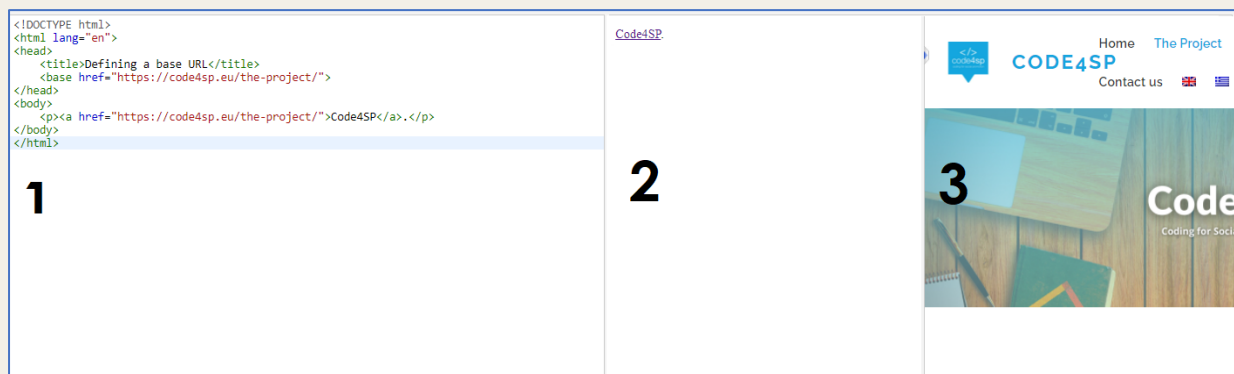 <!DOCTYPE html>
<html lang="en">
<head>
    <title>Defining a base URL</title>
    <base href="https://code4sp.eu/the-project/">
</head>
<body>
    <p><a href="https://code4sp.eu/the-project/">Code4SP</a>.</p>
</body>
</html>
1
Code4SP.
2
</>
code4sp
CODE4SP
Home The Project
Contact us
3
Code
Coding for Soci